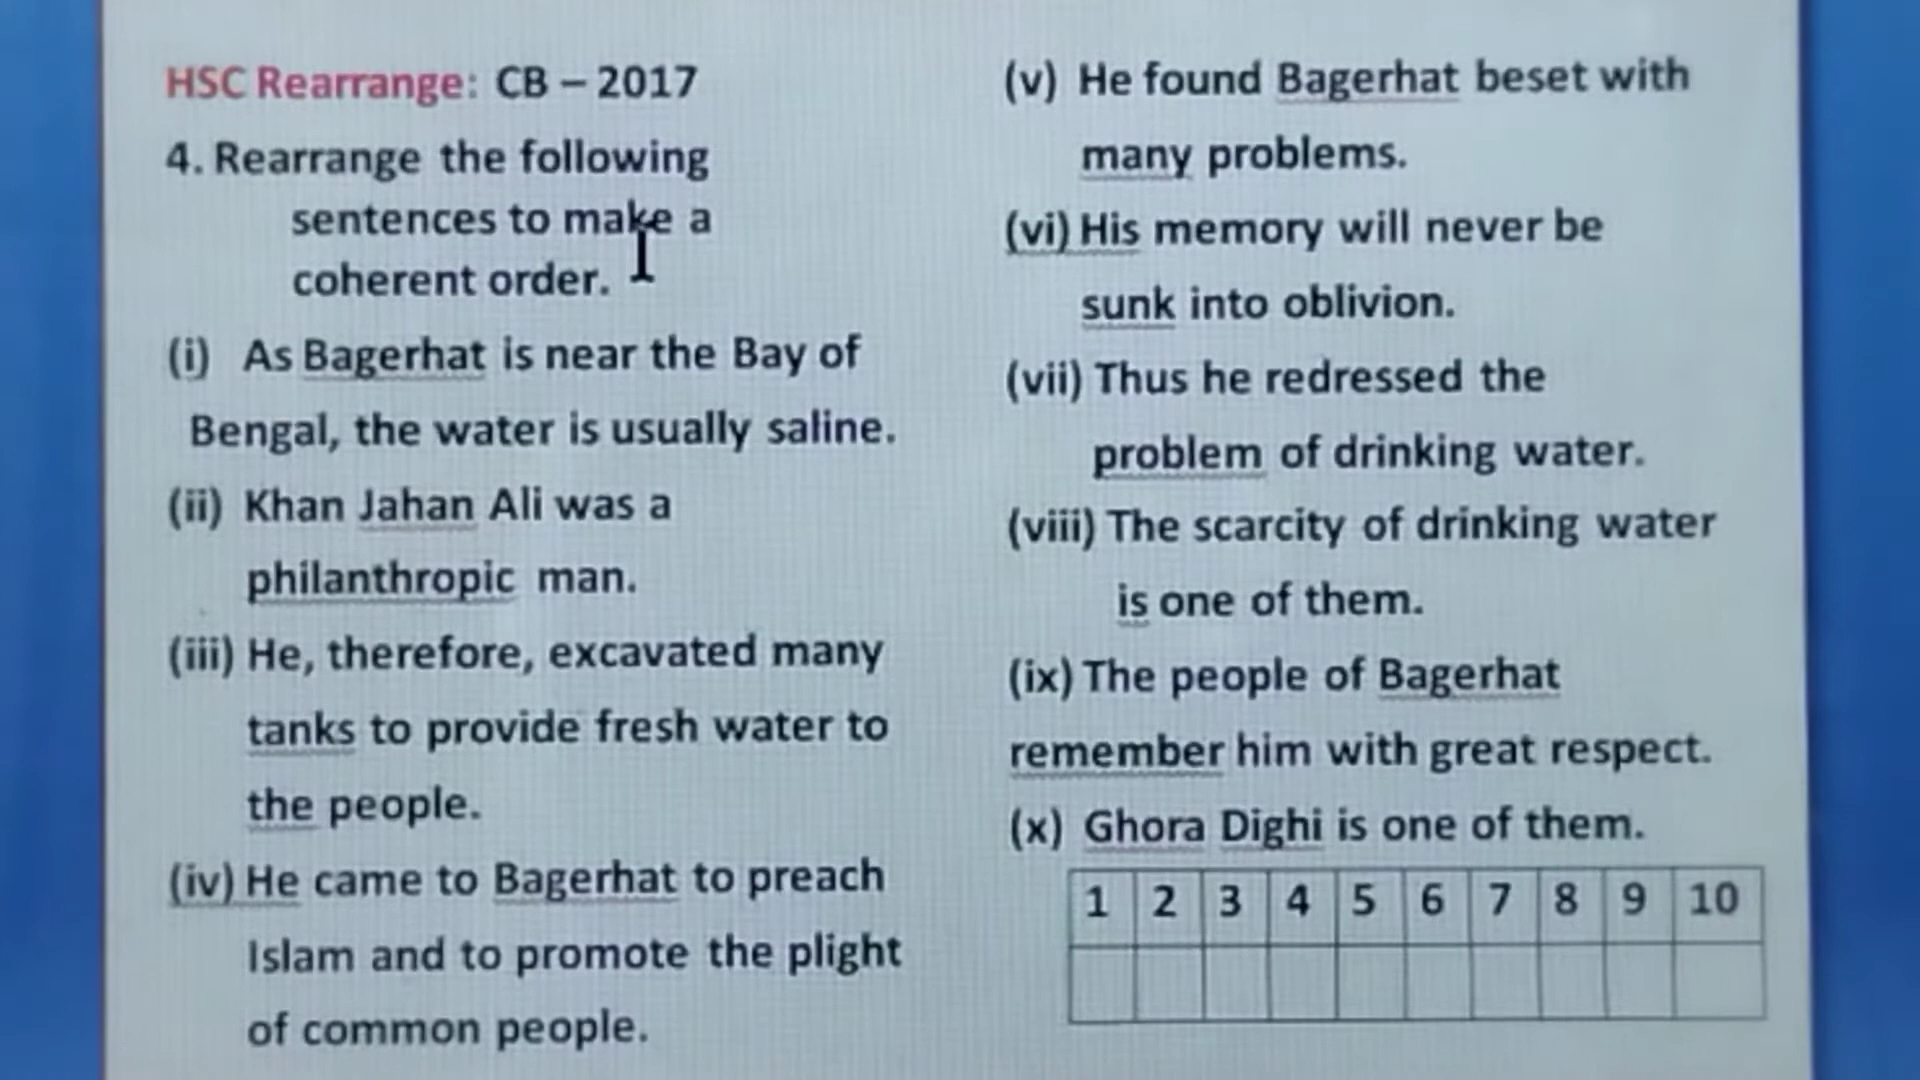 HSC Rearrange: CB – 2017
4. Rearrange the following
sentences to make a
coherent order.
(i) As Bagerhat is near the Bay of
Bengal, the water is usually saline.
(ii) Khan Jahan Ali was a
philanthropic man.
(iii) He, therefore, excavated many
tanks to provide fresh water to
the people.
(iv) He came to Bagerhat to preach
Islam and to promote the plight
of common people.
(v) He found Bagerhat beset with
many problems.
(vi) His memory will never be
sunk into oblivion.
(vii) Thus he redressed the
problem of drinking water.
(viii) The scarcity of drinking water
is one of them.
(ix) The people of Bagerhat
remember him with great respect.
(x) Ghora Dighi is one of them.
1 2 3 4 5 6 7 8 9 10